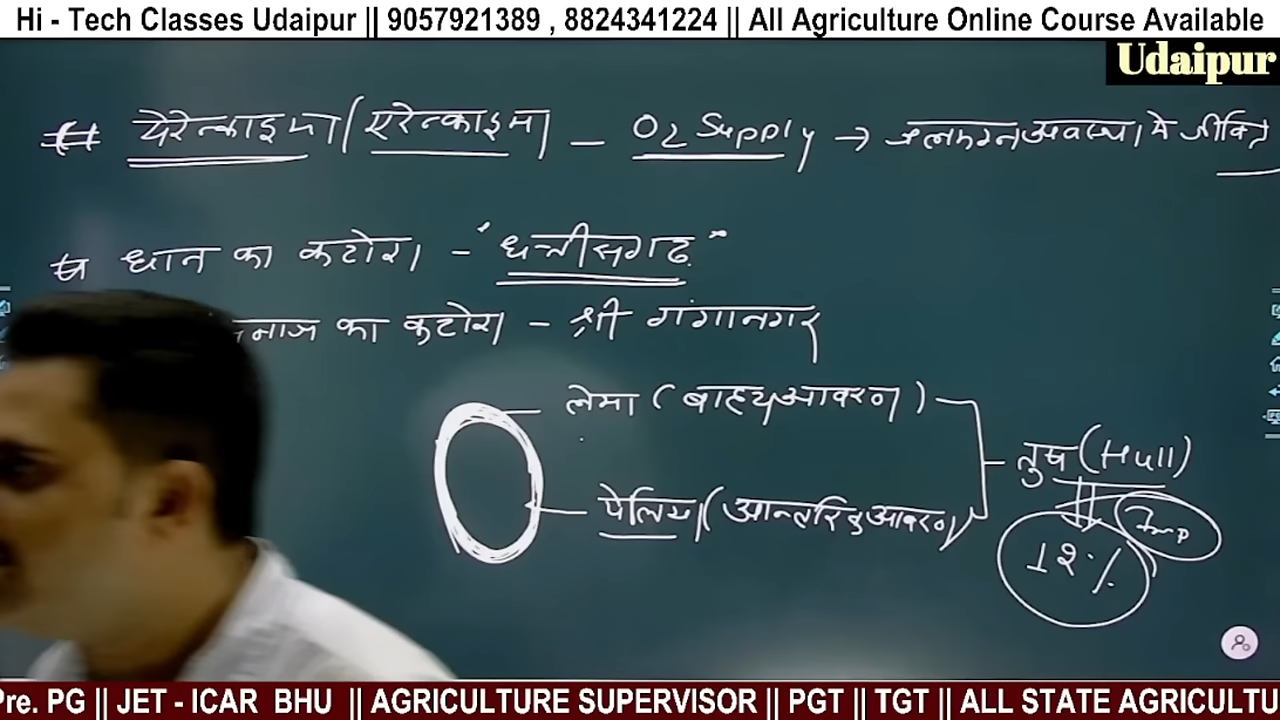 Hi - Tech Classes Udaipur || 9057921389 , 8824341224 || All Agriculture Online Course Available
Udaipur
# येरेन्काइमा/एरेन्काइमा - O2 Supply → जलमग्न अवस्था में जीवित
धान का कटोरा - "छत्तीसगढ़"
नाज का कटोरा - श्री गंगानगर
लेमा (बाह्य आवरण)
तुष (Hull)
पेलिया (आन्तरिक आवरण)
Imp
12%
Pre. PG || JET - ICAR BHU || AGRICULTURE SUPERVISOR || PGT || TGT || ALL STATE AGRICULTU